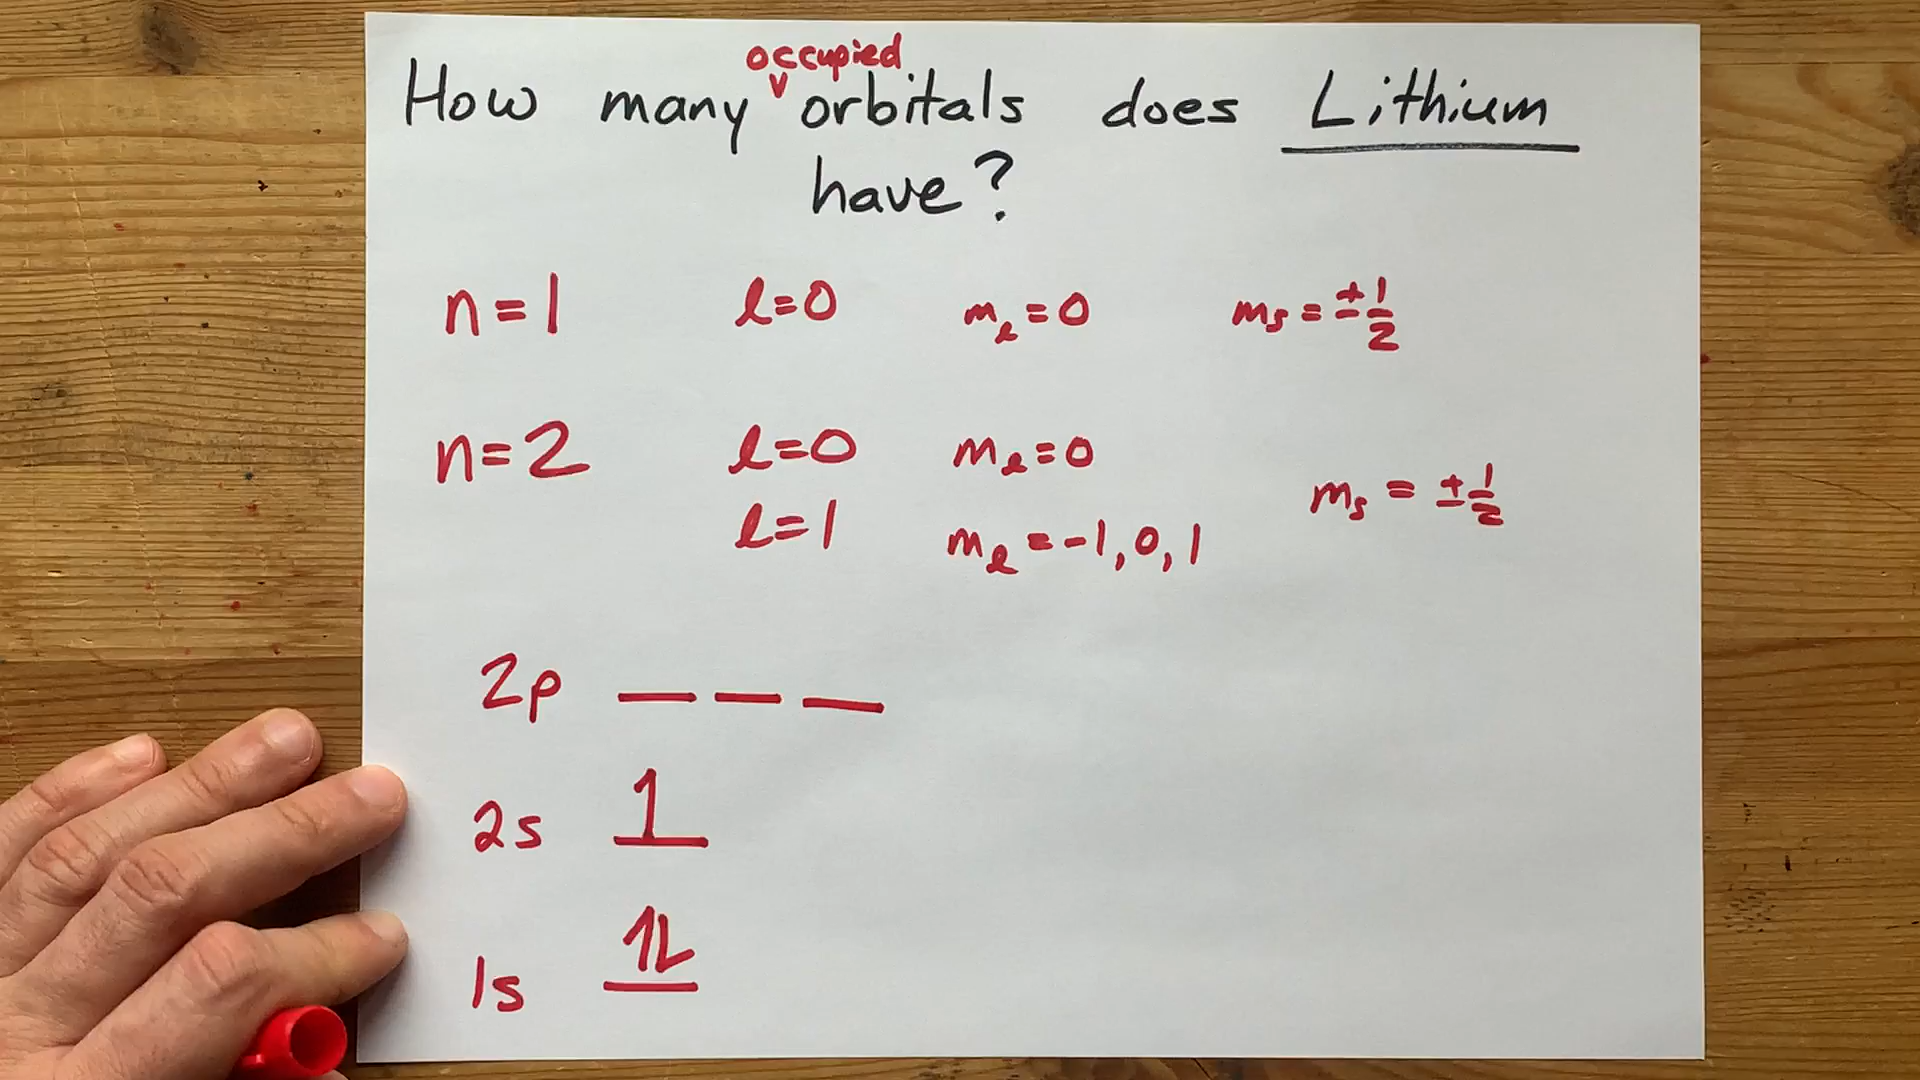 How many occupied orbitals does Lithium
have?
n=1 l=0 mℓ=0 ms=±1/2
n=2 l=0 mℓ=0
l=1 mℓ=-1,0,1 ms=±1/2
2p _ _ _
2s 1
1s 1L